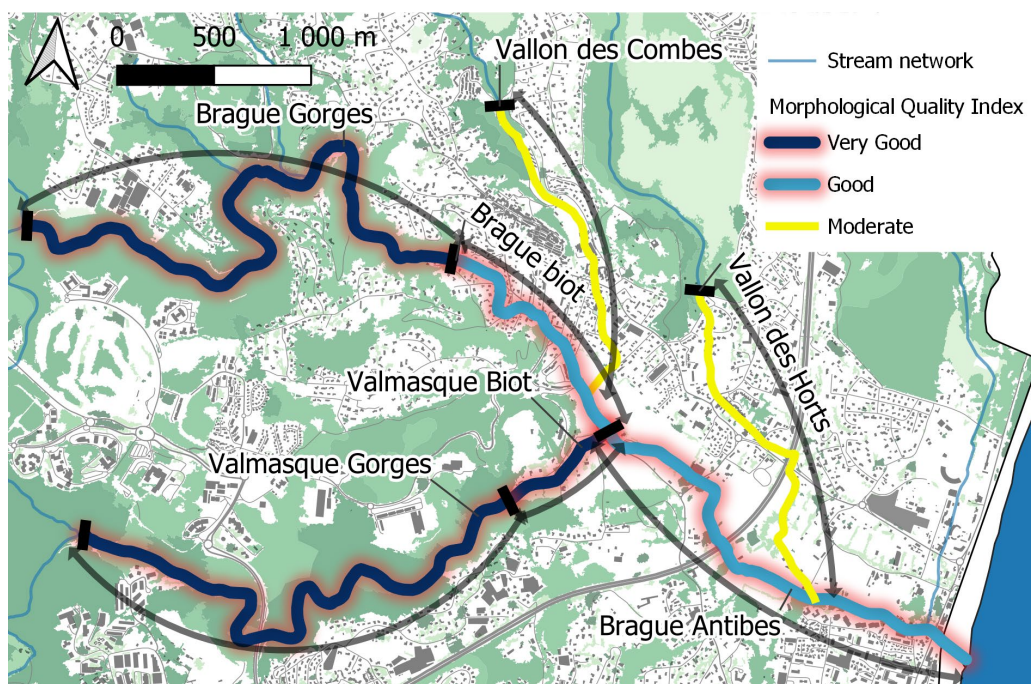 0 500 1 000 m
Vallon des Combes
Stream network
Morphological Quality Index
Brague Gorges
Very Good
Good
Moderate
Brague biot
Vallon des Horts
Valmasque Biot
Valmasque Gorges
Brague Antibes